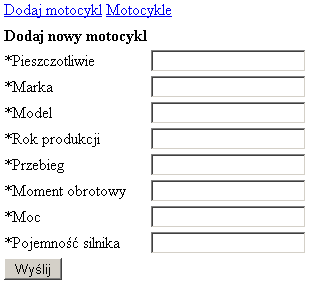 Dodaj motocykl Motocykle
Dodaj nowy motocykl
*Pieszczotliwie
*Marka
*Model
*Rok produkcji
*Przebieg
*Moment obrotowy
*Moc
*Pojemność silnika
Wyślij